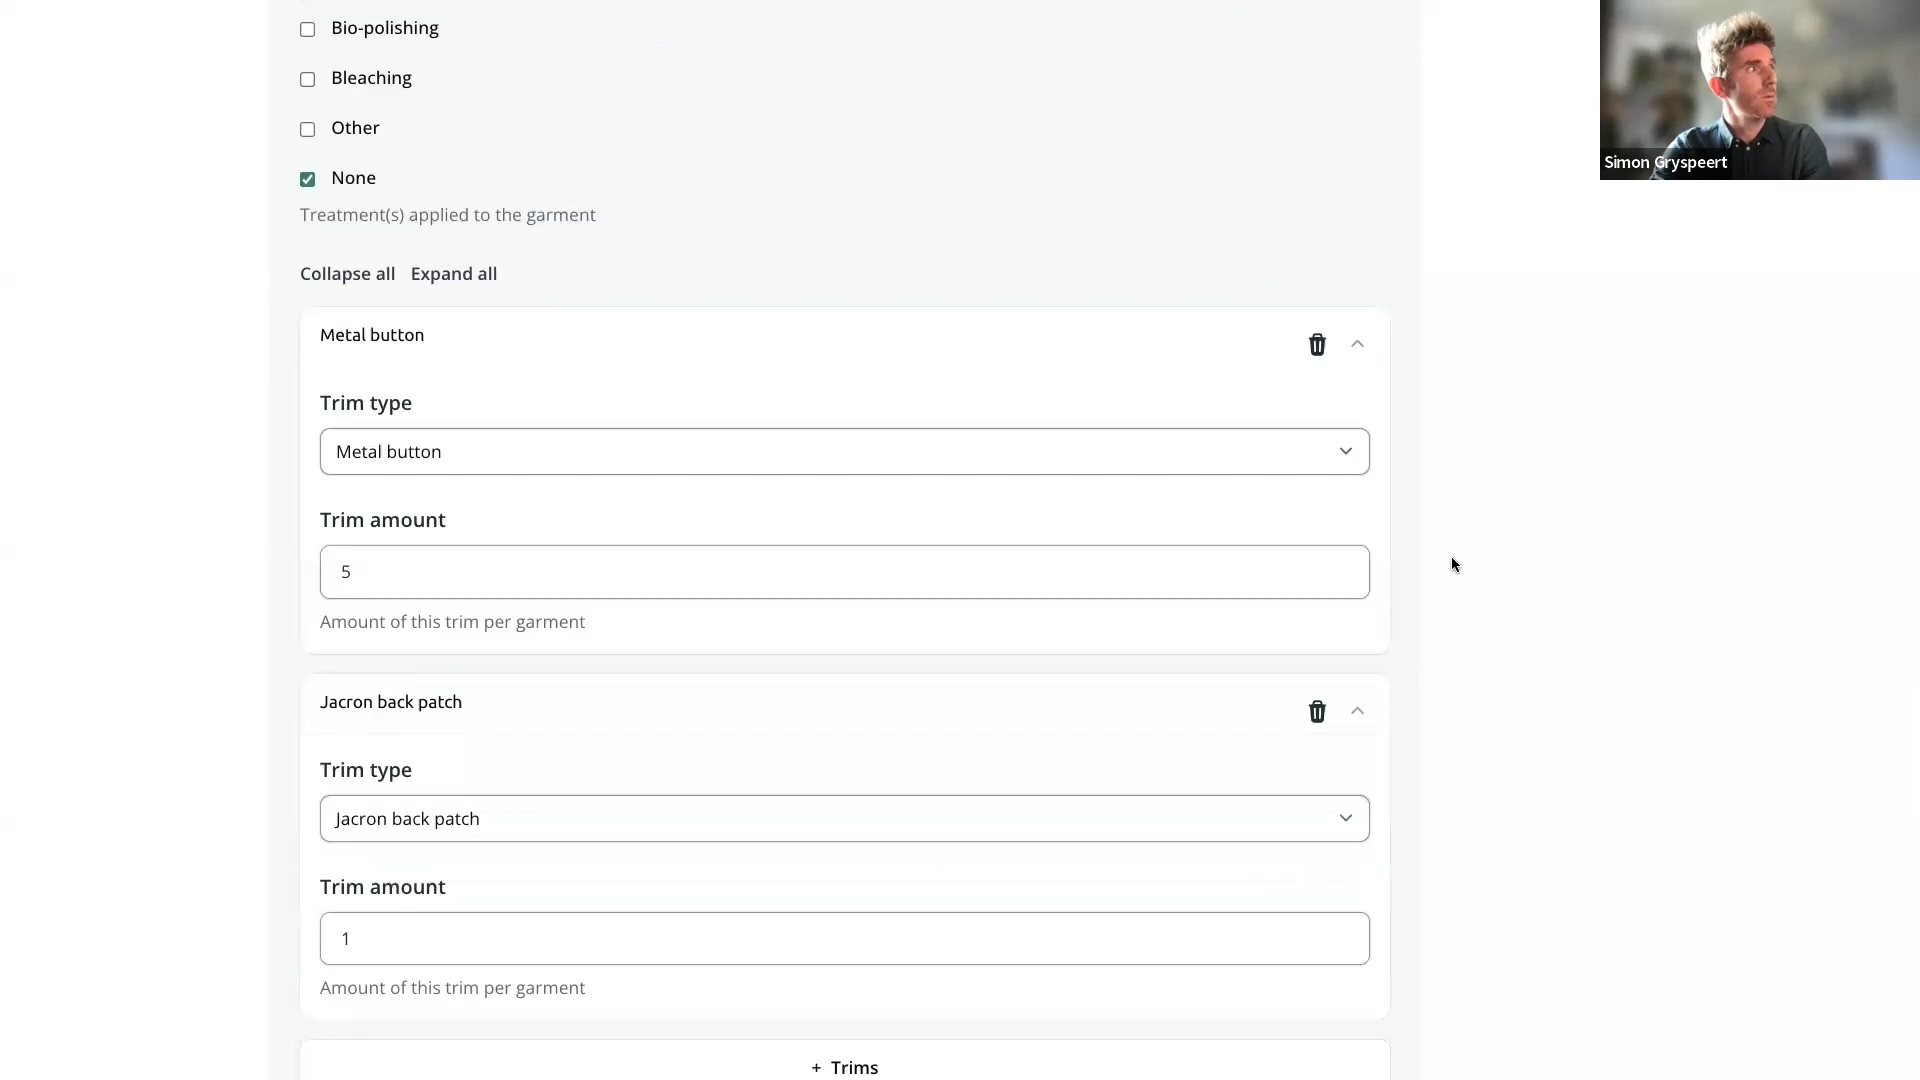 Bio-polishing
Bleaching
Other
None
Treatment(s) applied to the garment
Collapse all Expand all
Metal button
Trim type
Metal button
Trim amount
5
Amount of this trim per garment
Jacron back patch
Trim type
Jacron back patch
Trim amount
1
Amount of this trim per garment
+ Trims
Simon Gryspeert